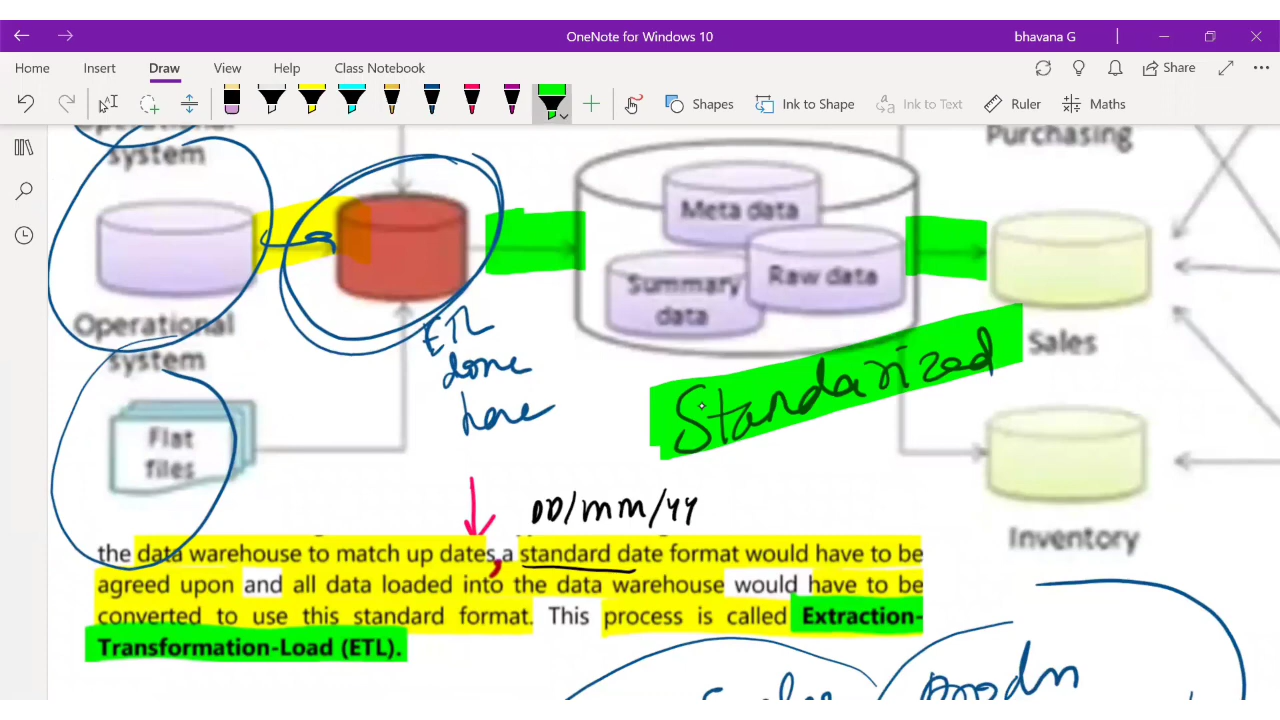 OneNote for Windows 10
bhavana G
Home Insert Draw View Help Class Notebook
Share
Shapes Ink to Shape Ink to Text Ruler Maths
Operational
system
Purchasing
Meta data
Summary
data
Raw data
Operational
system
ETL
done
here
Sales
Standarized
Flat
files
DD/MM/YY
Inventory
the data warehouse to match up dates, a standard date format would have to be
agreed upon and all data loaded into the data warehouse would have to be
converted to use this standard format. This process is called Extraction-
Transformation-Load (ETL).
prodn